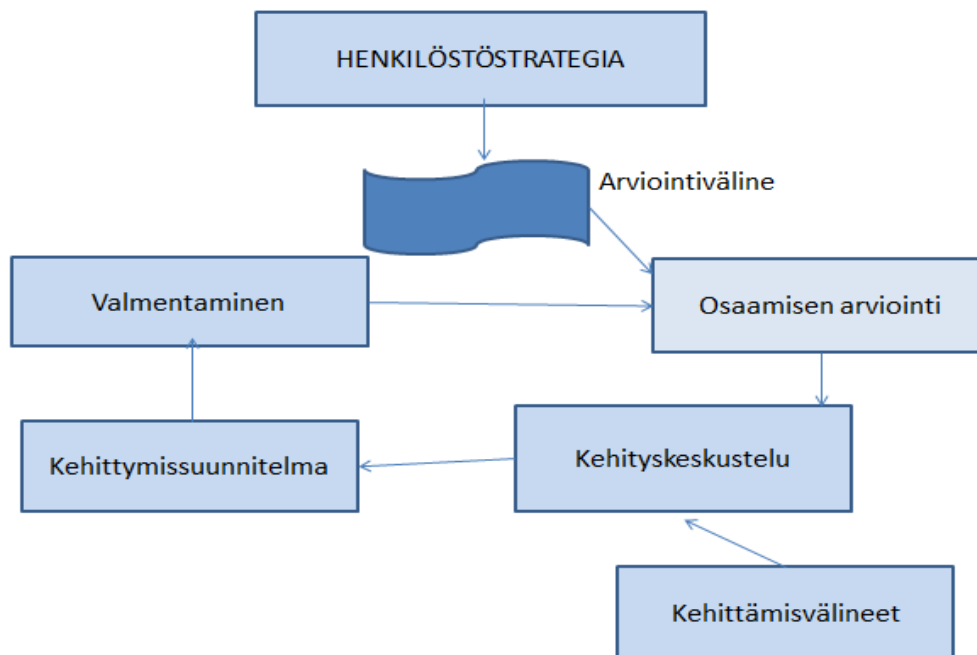 HENKILÖSTÖSTRATEGIA
Arviointiväline
Valmentaminen
Osaamisen arviointi
Kehittymissuunnitelma
Kehityskeskustelu
Kehittämisvälineet